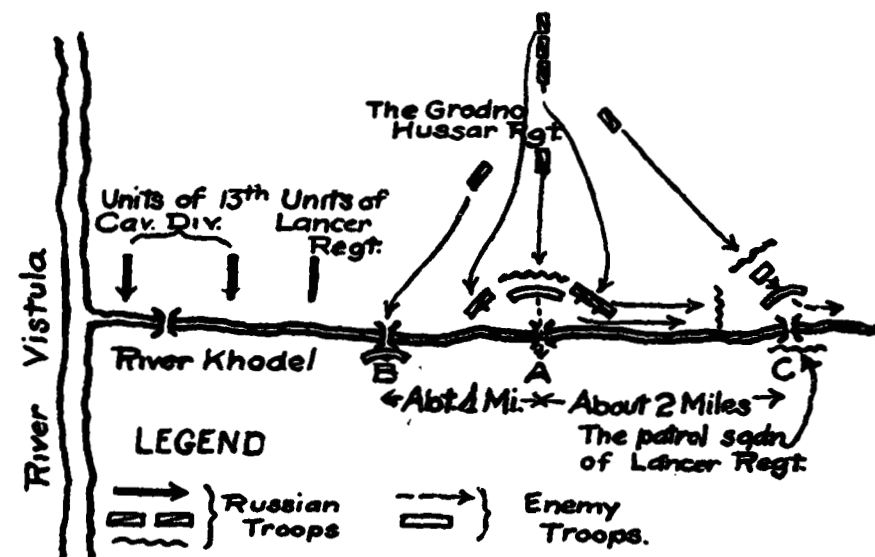 The Grodno
Hussar Rgt.
Units of 13th
Cav. Div.
Units of
Lancer
Regt.
River Vistula
River Khodel
B
A
C
Abt. 1 Mi.
About 2 Miles
The patrol sqdn
of Lancer Regt.
LEGEND
Russian
Troops
Enemy
Troops.